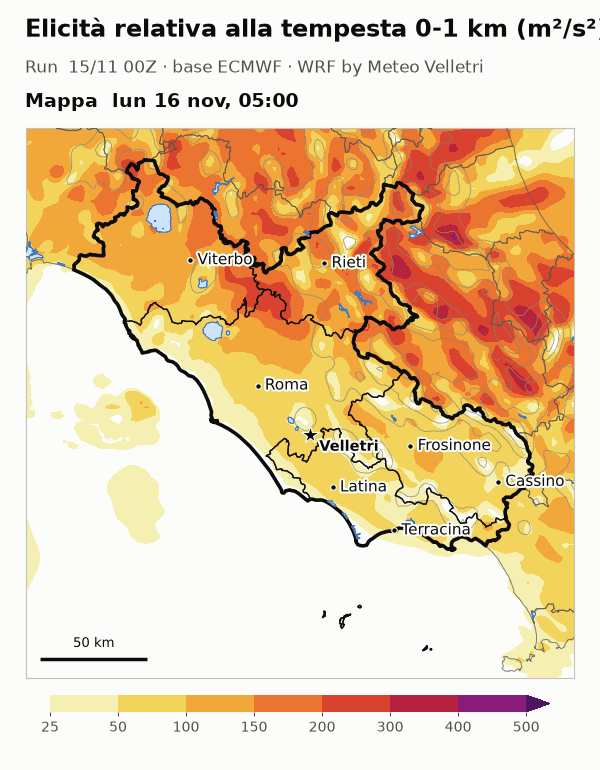 Elicità relativa alla tempesta 0-1 km (m²/s²)
Run 15/11 00Z · base ECMWF · WRF by Meteo Velletri
Mappa lun 16 nov, 05:00
Viterbo
Rieti
Roma
Velletri
Frosinone
Cassino
Latina
Terracina
50 km
25 50 100 150 200 300 400 500